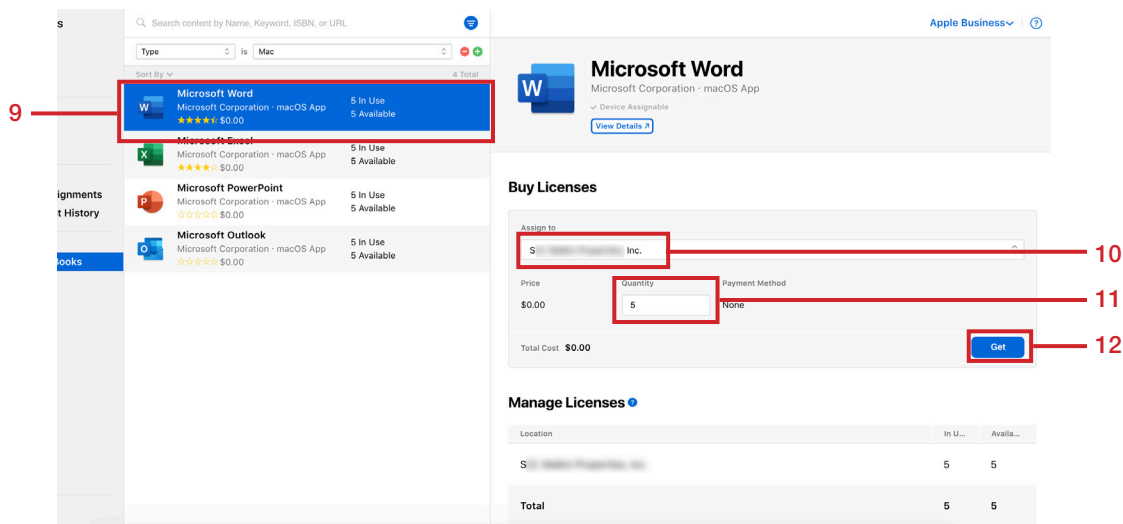 s
Search content by Name, Keyword, ISBN, or URL
Apple Business
?
Type is Mac
Sort By 4 Total
W Microsoft Word 5 In Use
Microsoft Corporation · macOS App 5 Available
$0.00
9
X Microsoft Excel 5 In Use
Microsoft Corporation · macOS App 5 Available
$0.00
P Microsoft PowerPoint 5 In Use
Microsoft Corporation · macOS App 5 Available
$0.00
O Microsoft Outlook 5 In Use
Microsoft Corporation · macOS App 5 Available
$0.00
ignments
t History
ooks
W
Microsoft Word
Microsoft Corporation · macOS App
✓ Device Assignable
View Details ↗
Buy Licenses
Assign to
S Inc.
10
Price Quantity Payment Method
$0.00 5 None
11
Total Cost $0.00 Get
12
Manage Licenses ?
Location In U... Availa...
S 5 5
Total 5 5